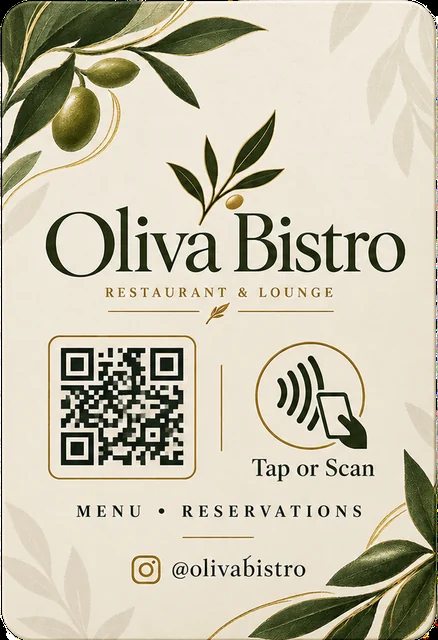 Oliva Bistro
RESTAURANT & LOUNGE
Tap or Scan
MENU • RESERVATIONS
@olivabistro